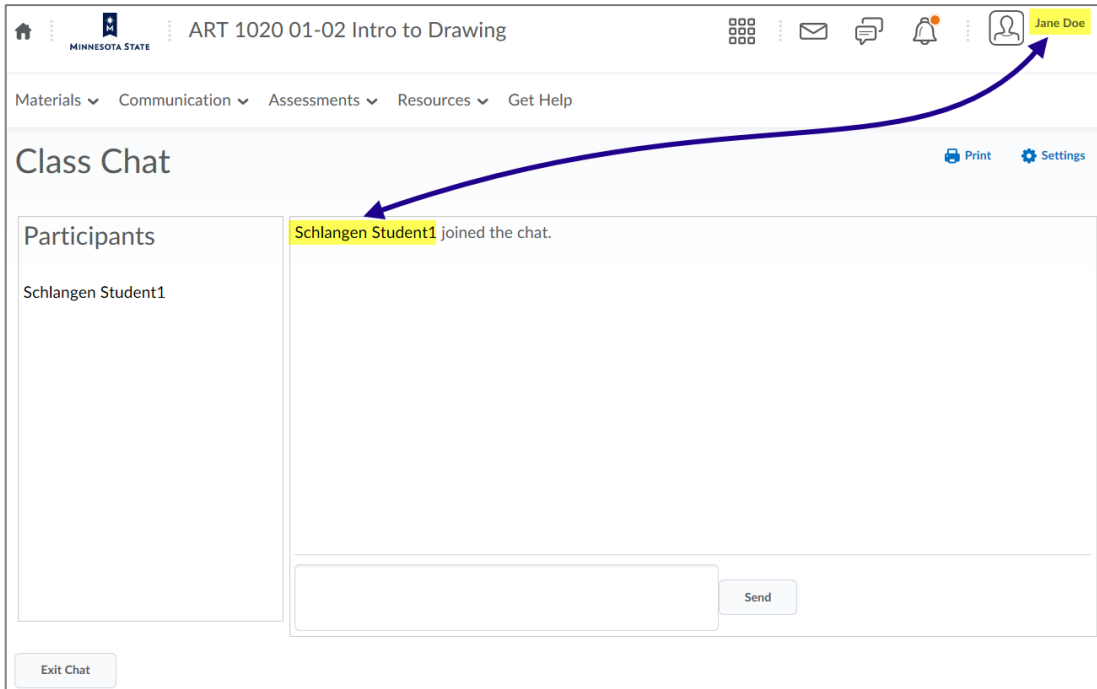 MINNESOTA STATE
ART 1020 01-02 Intro to Drawing
Jane Doe
Materials Communication Assessments Resources Get Help
Class Chat
Print Settings
Participants
Schlangen Student1
Schlangen Student1 joined the chat.
Send
Exit Chat